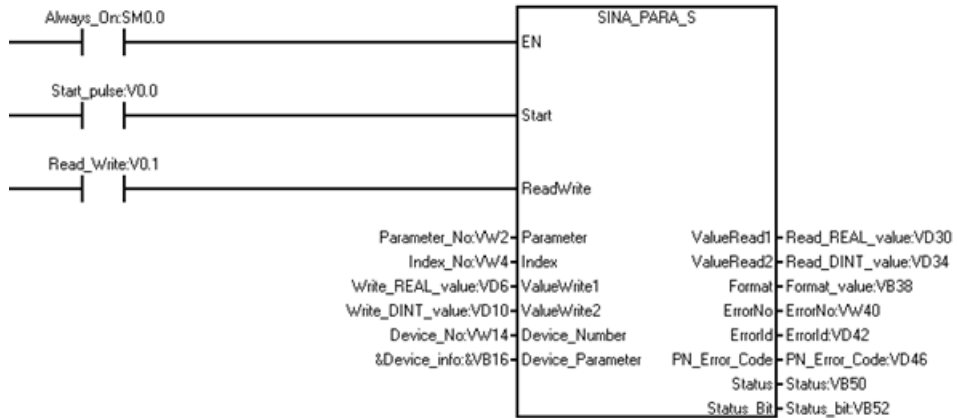 Always_On:SM0.0
SINA_PARA_S
EN
Start_pulse:V0.0
Start
Read_Write:V0.1
ReadWrite
Parameter_No:VW2 Parameter ValueRead1 Read_REAL_value:VD30
Index_No:VW4 Index ValueRead2 Read_DINT_value:VD34
Write_REAL_value:VD6 ValueWrite1 Format Format_value:VB38
Write_DINT_value:VD10 ValueWrite2 ErrorNo ErrorNo:VW40
Device_No:VW14 Device_Number ErrorId ErrorId:VD42
&Device_info:&VB16 Device_Parameter PN_Error_Code PN_Error_Code:VD46
Status Status:VB50
Status_Bit Status_bit:VB52